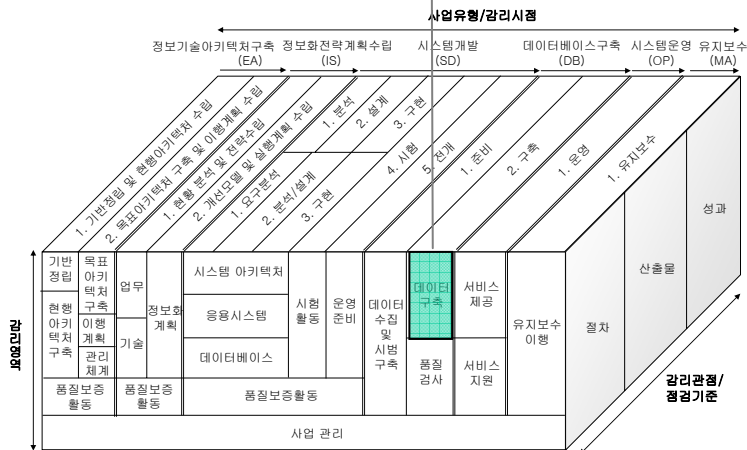 사업유형/감리시점
정보기술아키텍처구축
(EA)
정보화전략계획수립
(IS)
시스템개발
(SD)
데이터베이스구축
(DB)
시스템운영
(OP)
유지보수
(MA)
1. 기반정립 및 현행아키텍처 수립
2. 목표아키텍처 구축 및 이행계획 수립
1. 현황 분석 및 전략수립
2. 개선모델 및 실행계획 수립
1. 분석
2. 설계
3. 구현
1. 요구분석
2. 분석/설계
3. 구현
4. 시험
5. 전개
1. 준비
2. 구축
1. 운영
1. 유지보수
감리영역
기반
정립
현행
아키
텍처
구축
목표
아키
텍처
구축
이행
계획
관리
체계
품질보증
활동
업무
기술
정보화
계획
품질보증
활동
시스템 아키텍처
응용시스템
데이터베이스
시험
활동
운영
준비
품질보증활동
데이터
수집
및
시범
구축
데이터
구축
품질
검사
서비스
제공
서비스
지원
유지보수
이행
사업 관리
절차
산출물
성과
감리관점/
점검기준